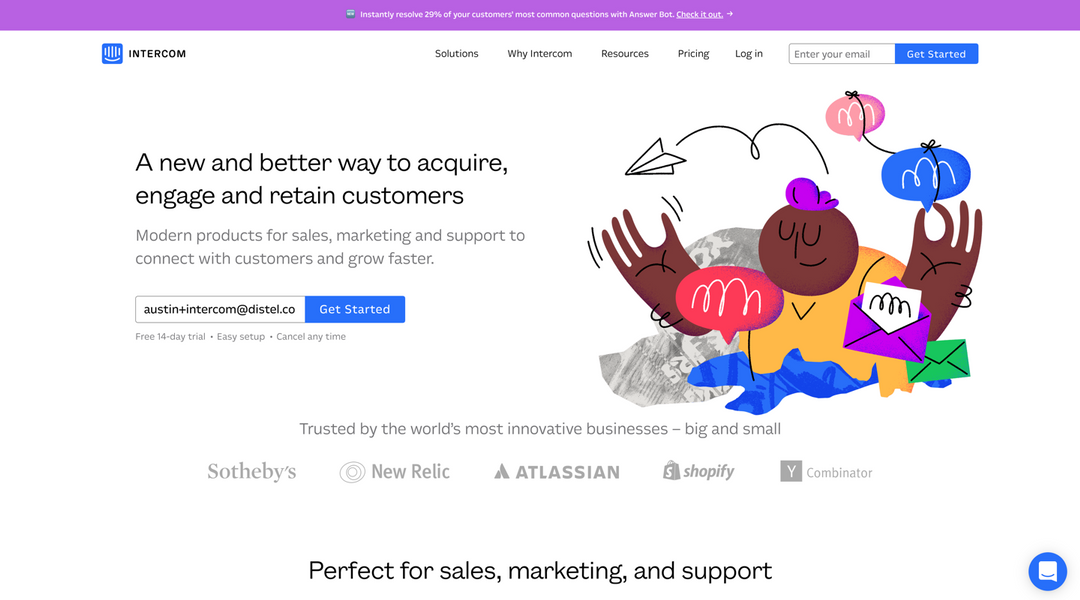 Instantly resolve 29% of your customers' most common questions with Answer Bot. Check it out. →
INTERCOM
Solutions
Why Intercom
Resources
Pricing
Log in
Enter your email
Get Started
A new and better way to acquire,
engage and retain customers
Modern products for sales, marketing and support to
connect with customers and grow faster.
austin+intercom@distel.co
Get Started
Free 14-day trial • Easy setup • Cancel any time
Trusted by the world’s most innovative businesses – big and small
Sotheby's
New Relic
ATLASSIAN
shopify
Y Combinator
Perfect for sales, marketing, and support